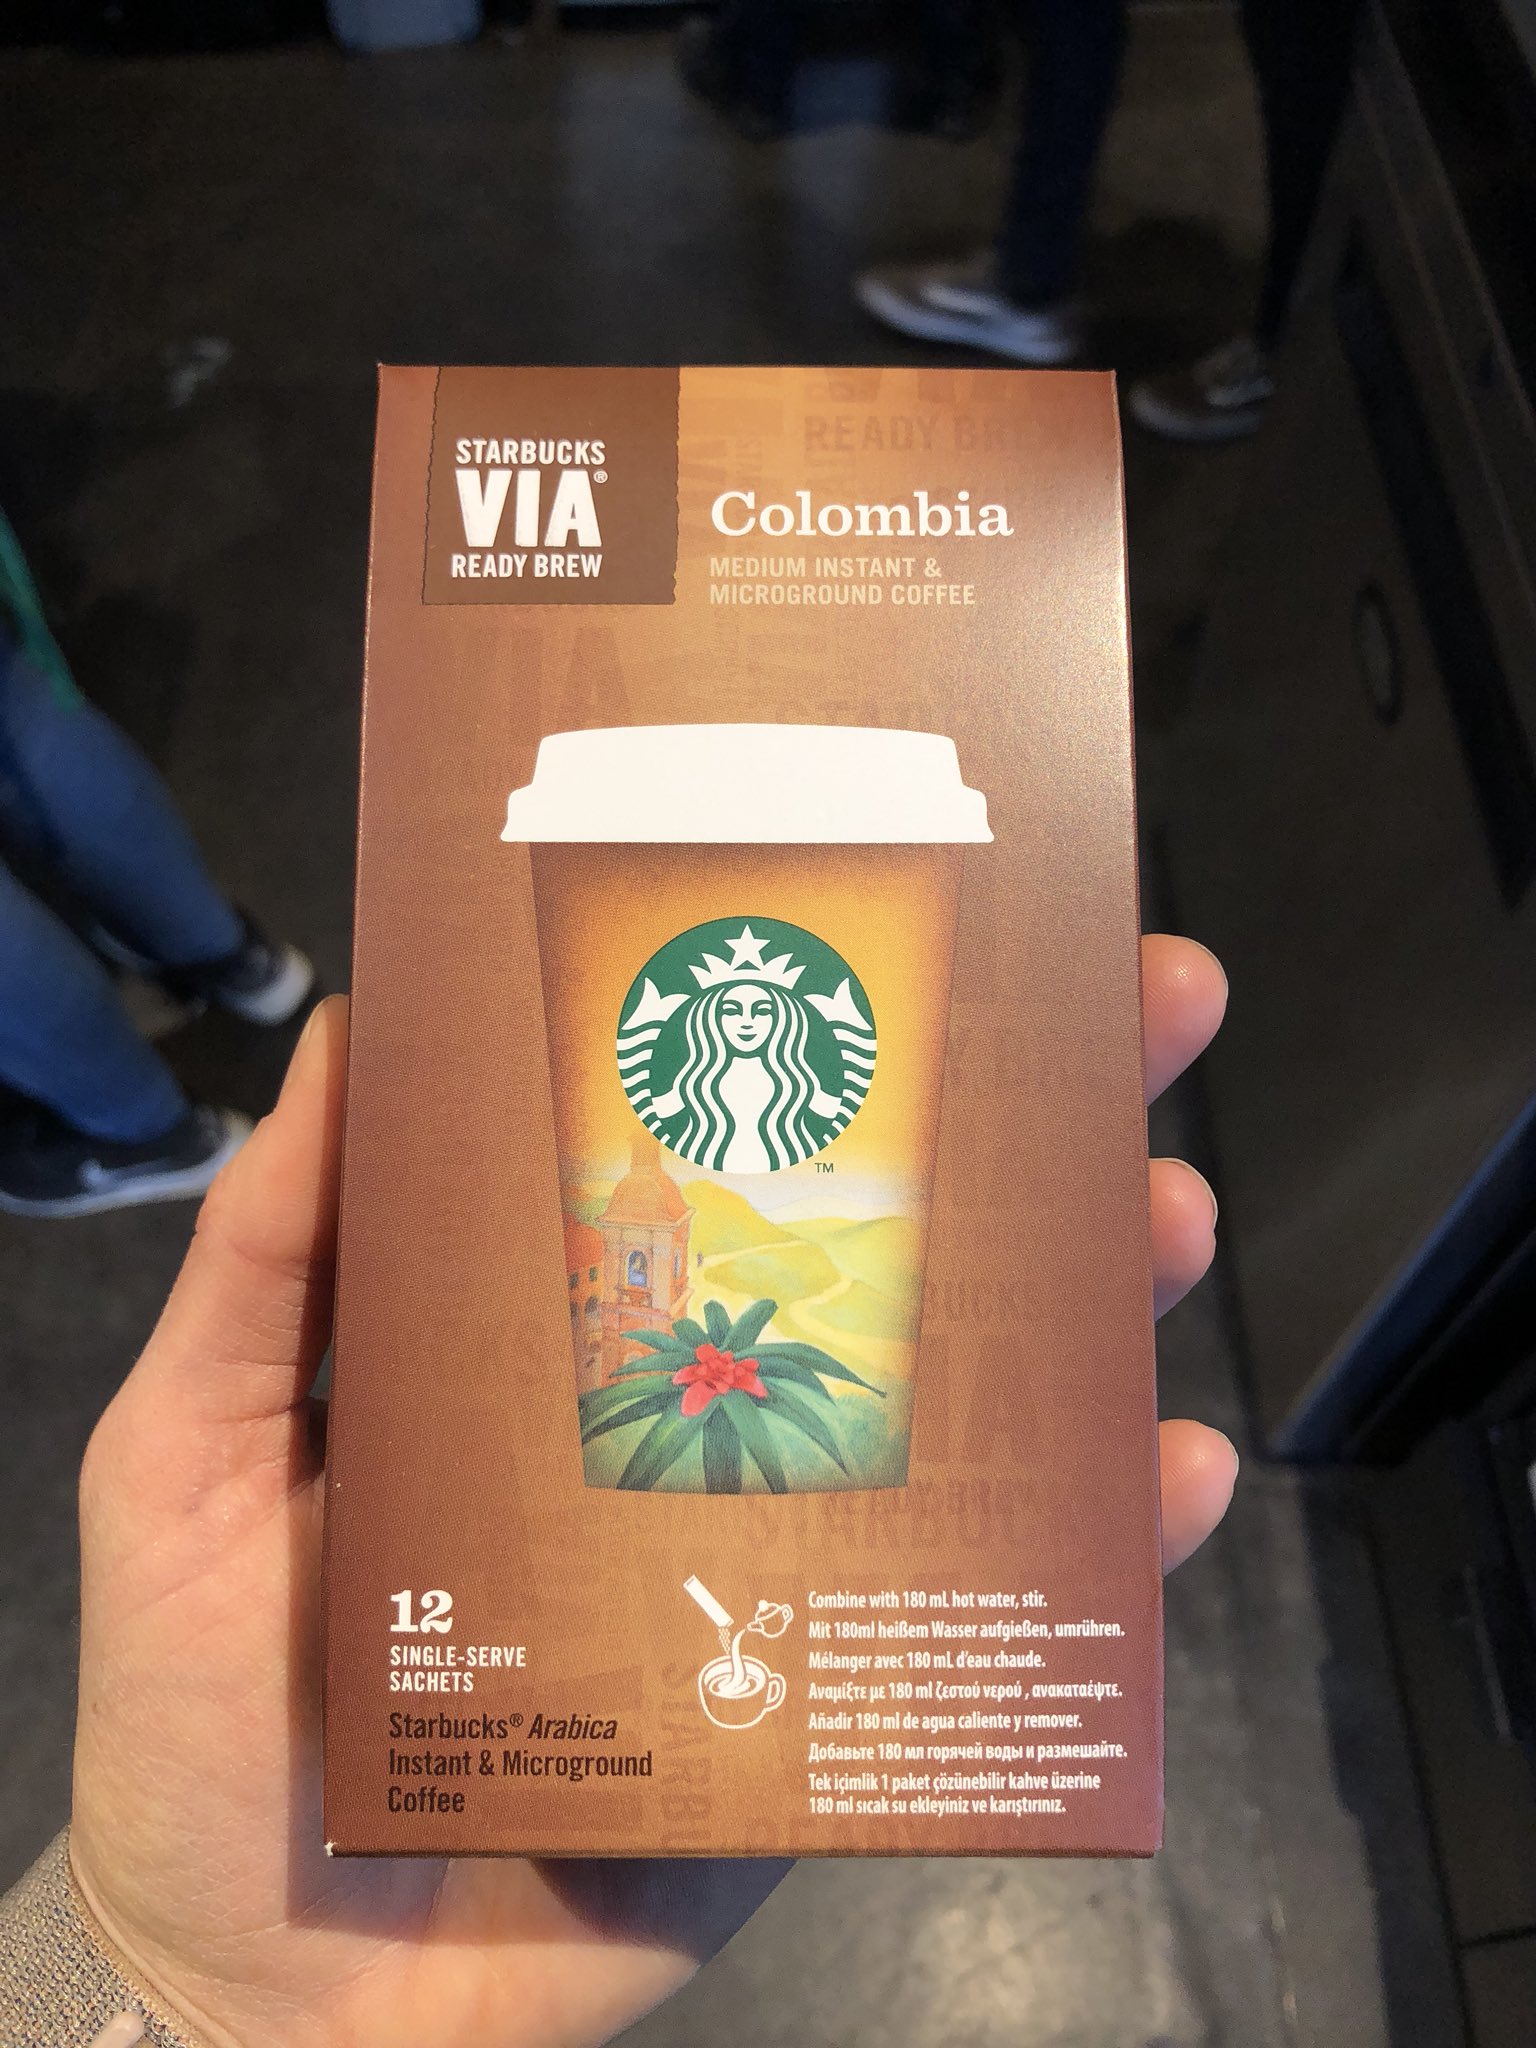 STARBUCKS
VIA®
READY BREW
Colombia
MEDIUM INSTANT &
MICROGROUND COFFEE
TM
12
SINGLE-SERVE
SACHETS
Starbucks® Arabica
Instant & Microground
Coffee
Combine with 180 mL hot water, stir.
Mit 180ml heißem Wasser aufgießen, umrühren.
Mélanger avec 180 mL d'eau chaude.
Αναμίξτε με 180 ml ζεστού νερού , ανακαταέψτε.
Añadir 180 ml de agua caliente y remover.
Добавьте 180 мл горячей воды и размешайте.
Tek içimlik 1 paket çözünebilir kahve üzerine
180 ml sıcak su ekleyiniz ve karıştırınız.